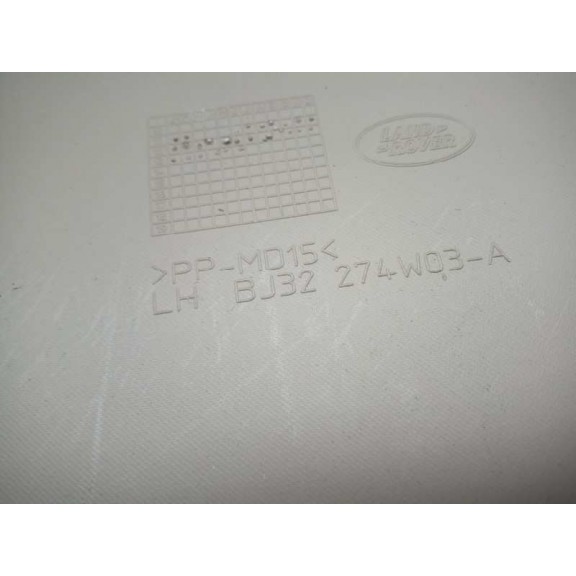 LAND-
ROVER
>PP-MD15<
LH BJ32 274W03-A